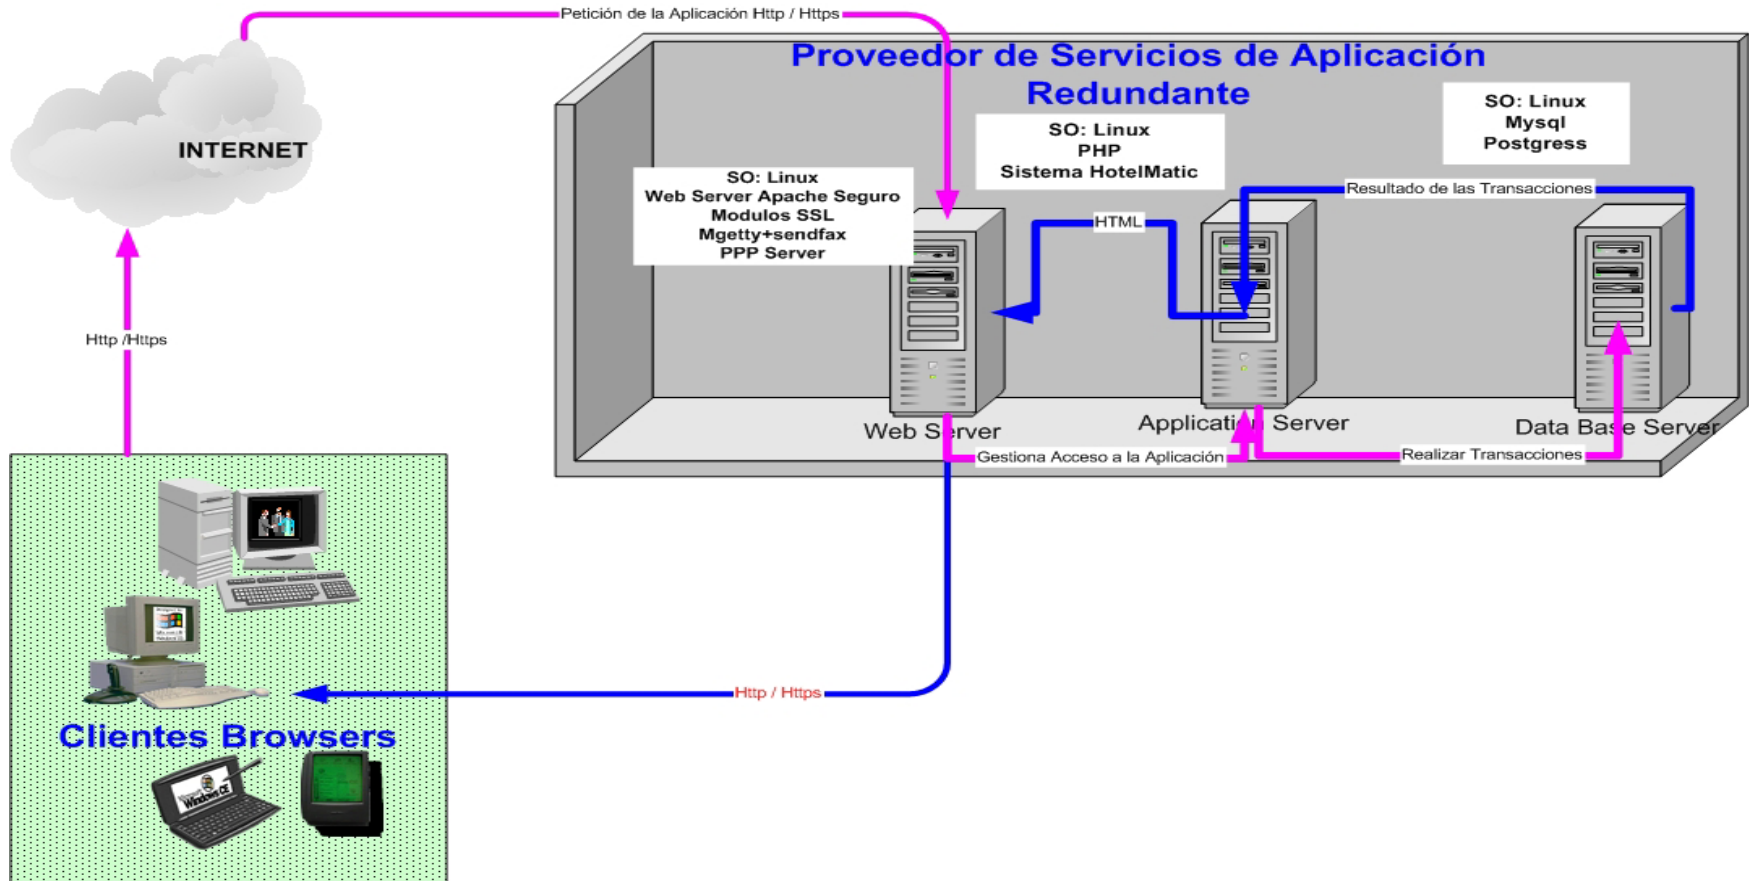 Petición de la Aplicación Http / Https
Proveedor de Servicios de Aplicación
Redundante
INTERNET
SO: Linux
Web Server Apache Seguro
Modulos SSL
Mgetty+sendfax
PPP Server
SO: Linux
PHP
Sistema HotelMatic
SO: Linux
Mysql
Postgress
Resultado de las Transacciones
HTML
Http /Https
Web Server
Application Server
Data Base Server
Gestiona Acceso a la Aplicación
Realizar Transacciones
Http / Https
Clientes Browsers
Windows CE